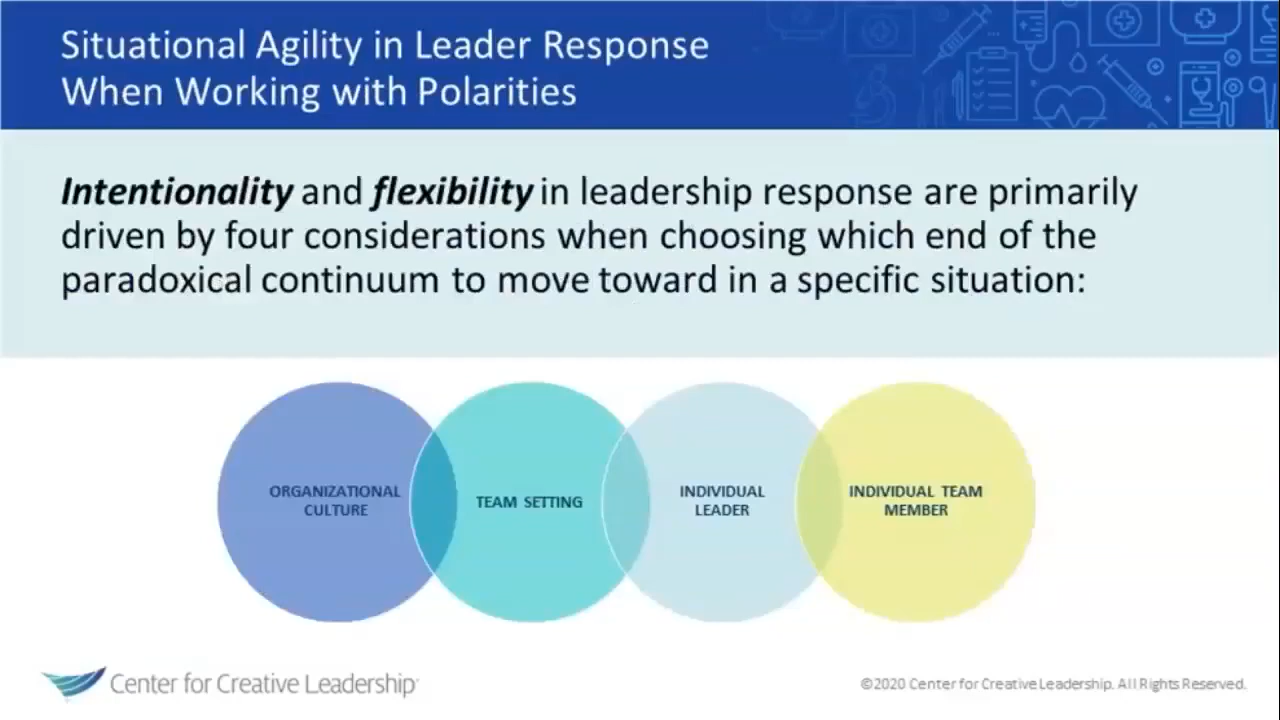 Situational Agility in Leader Response
When Working with Polarities
Intentionality and flexibility in leadership response are primarily
driven by four considerations when choosing which end of the
paradoxical continuum to move toward in a specific situation:
ORGANIZATIONAL
CULTURE
TEAM SETTING
INDIVIDUAL
LEADER
INDIVIDUAL TEAM
MEMBER
Center for Creative Leadership
©2020 Center for Creative Leadership. All Rights Reserved.